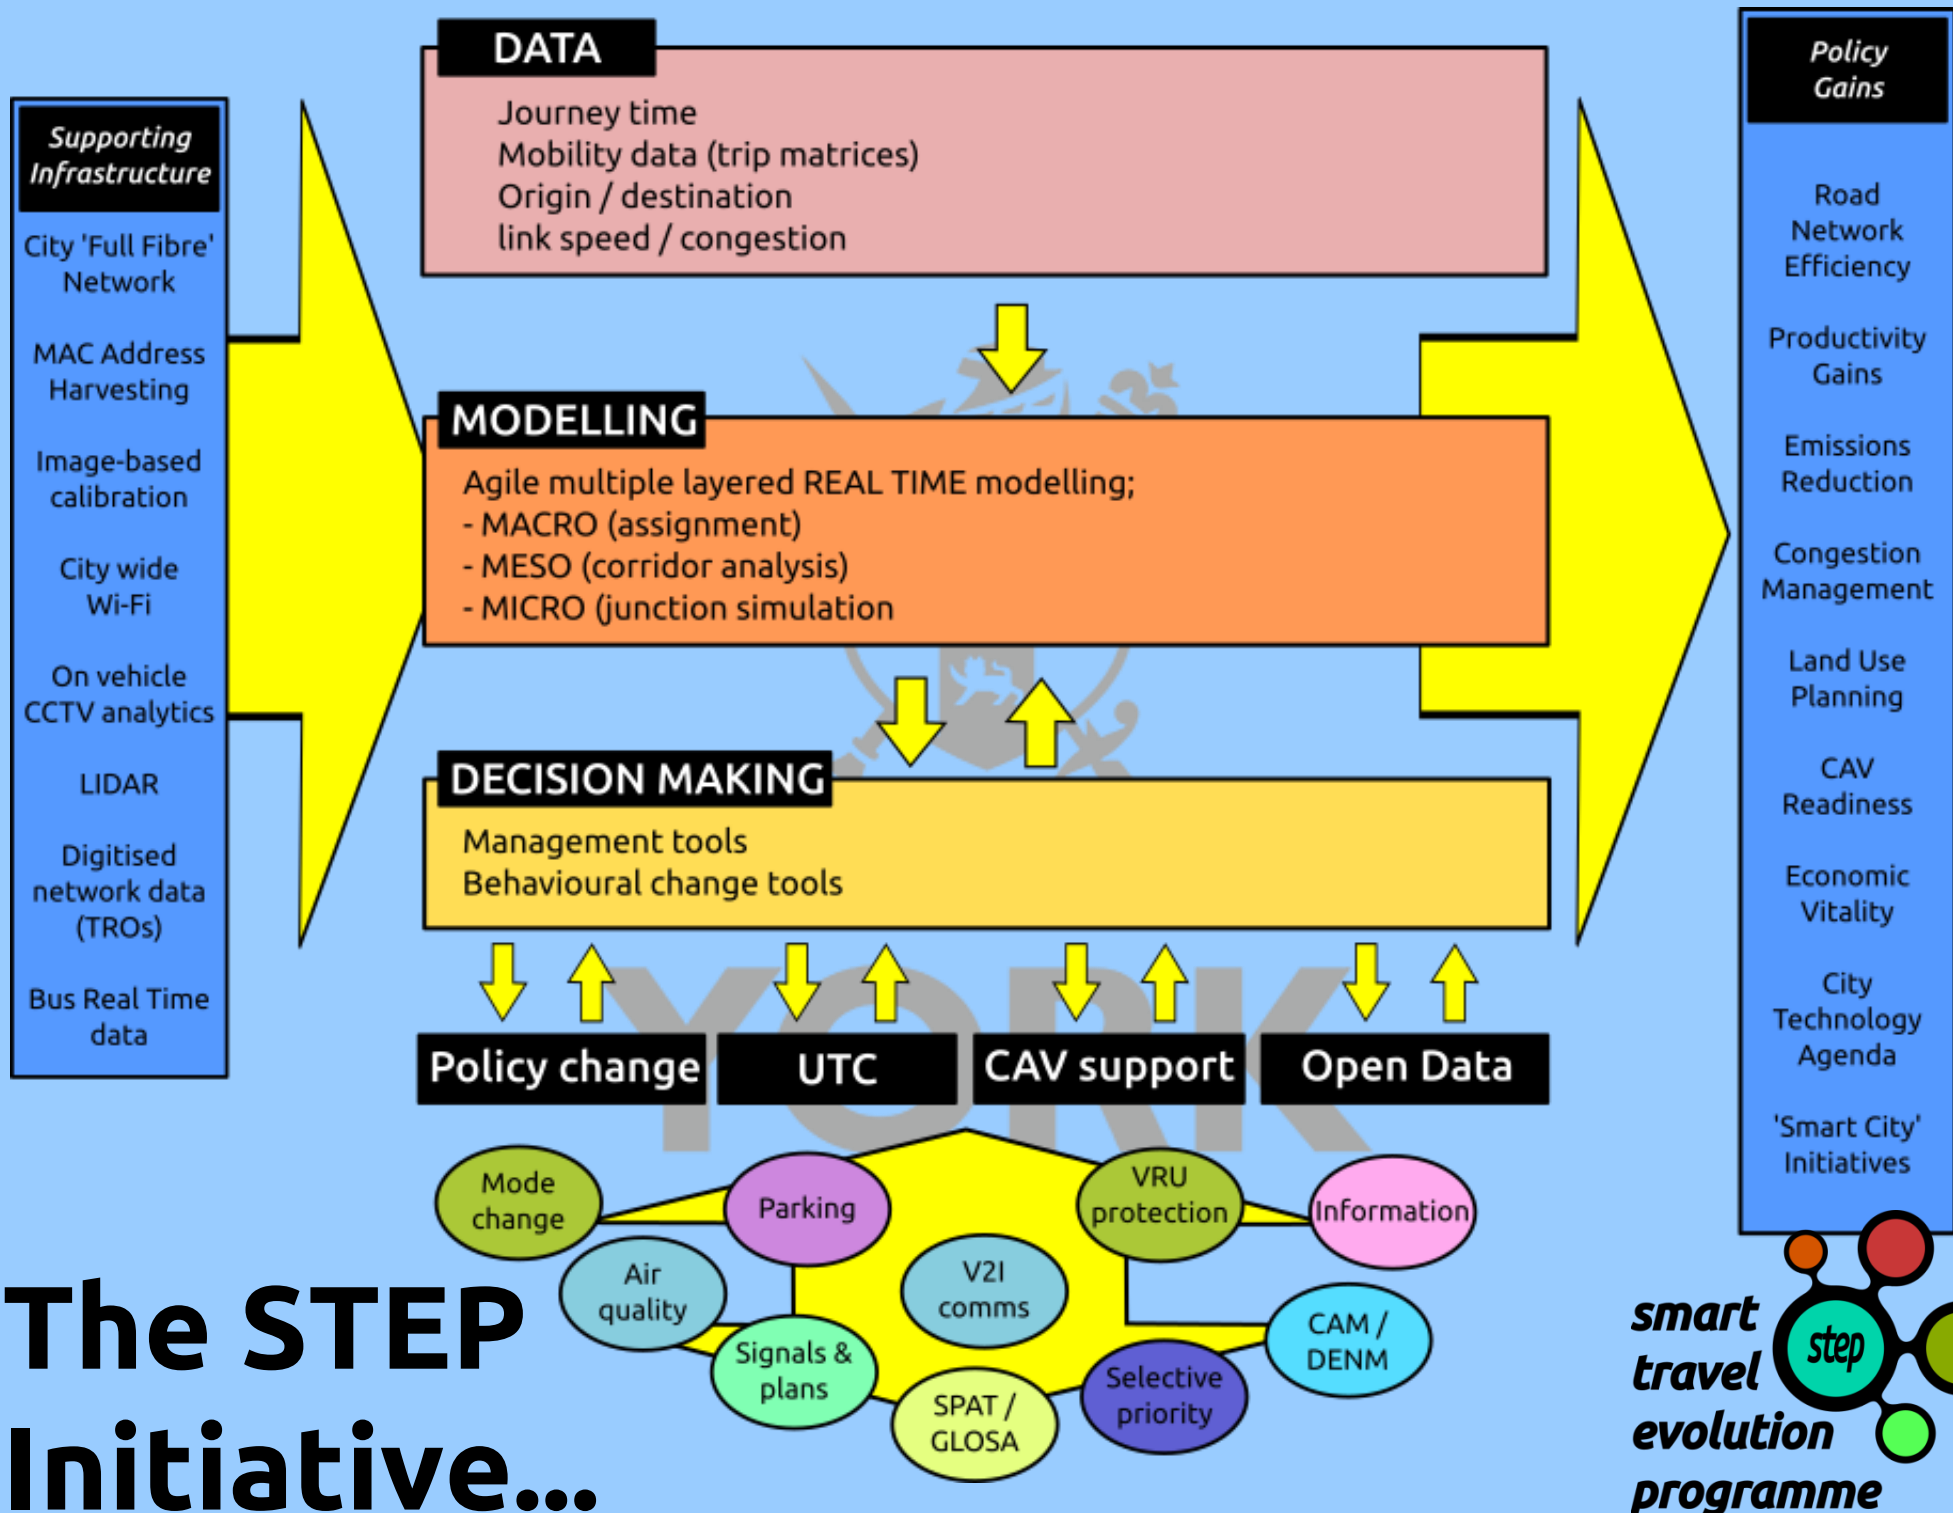 Supporting
Infrastructure
City 'Full Fibre'
Network
MAC Address
Harvesting
Image-based
calibration
City wide
Wi-Fi
On vehicle
CCTV analytics
LIDAR
Digitised
network data
(TROs)
Bus Real Time
data
DATA
Journey time
Mobility data (trip matrices)
Origin / destination
link speed / congestion
MODELLING
Agile multiple layered REAL TIME modelling;
- MACRO (assignment)
- MESO (corridor analysis)
- MICRO (junction simulation
DECISION MAKING
Management tools
Behavioural change tools
YORK
Policy change
UTC
CAV support
Open Data
Mode
change
Parking
VRU
protection
Information
Air
quality
V2I
comms
CAM /
DENM
Signals &
plans
SPAT /
GLOSA
Selective
priority
Policy
Gains
Road
Network
Efficiency
Productivity
Gains
Emissions
Reduction
Congestion
Management
Land Use
Planning
CAV
Readiness
Economic
Vitality
City
Technology
Agenda
'Smart City'
Initiatives
The STEP
Initiative...
smart
travel
evolution
programme
step